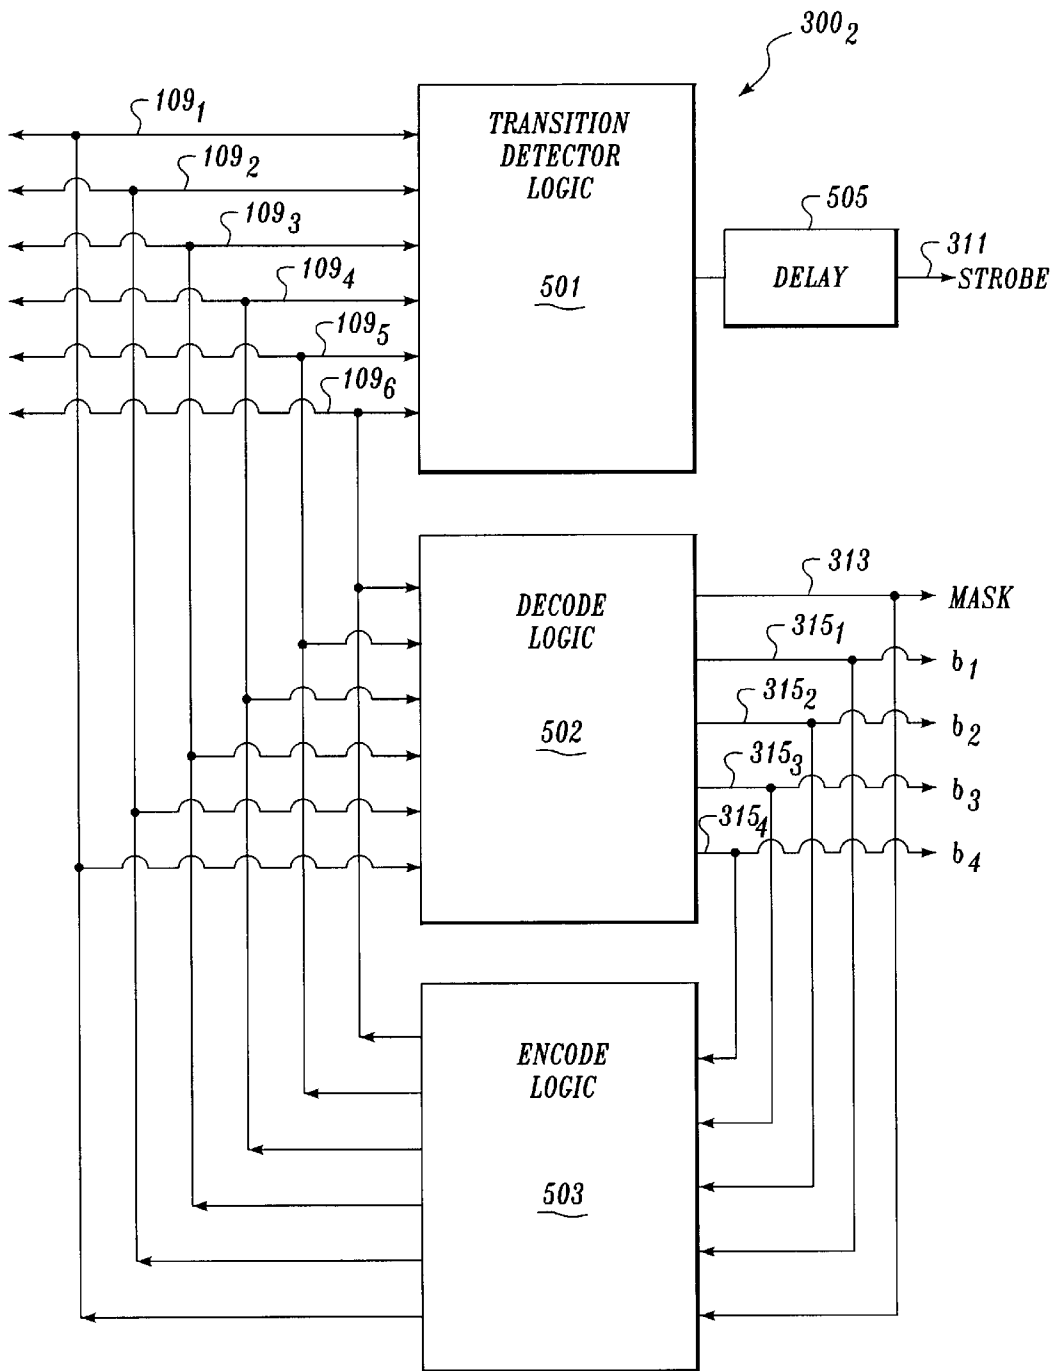 300₂
109₁
109₂
109₃
109₄
109₅
109₆
TRANSITION
DETECTOR
LOGIC
501
505
DELAY
311
STROBE
DECODE
LOGIC
502
313
MASK
315₁
b₁
315₂
b₂
315₃
b₃
315₄
b₄
ENCODE
LOGIC
503